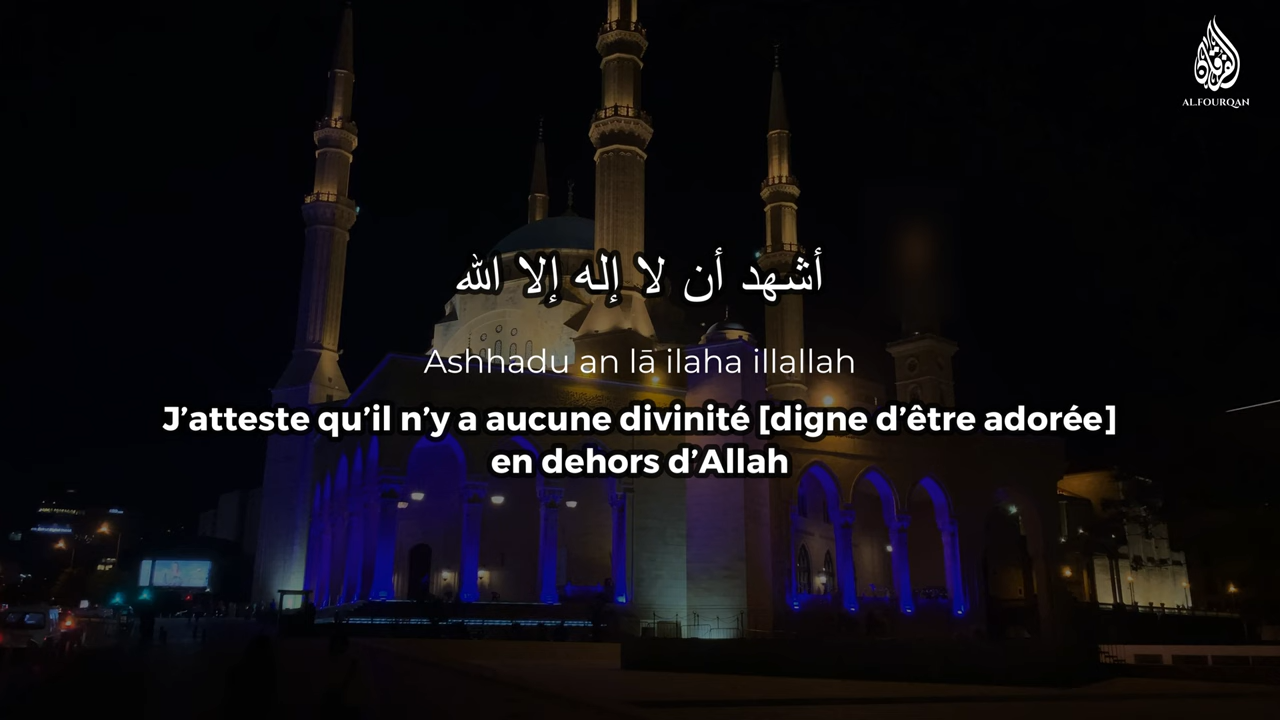 الفرقان
AL.FOURQAN
أشهد أن لا إله إلا الله
Ashhadu an lā ilaha illallah
J’atteste qu’il n’y a aucune divinité [digne d’être adorée]
en dehors d’Allah